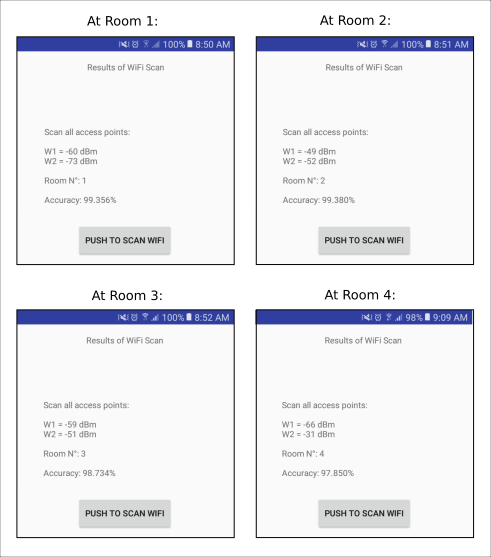 At Room 1:
100% 8:50 AM
Results of WiFi Scan
Scan all access points:
W1 = -60 dBm
W2 = -73 dBm
Room N°: 1
Accuracy: 99.356%
PUSH TO SCAN WIFI
At Room 2:
100% 8:51 AM
Results of WiFi Scan
Scan all access points:
W1 = -49 dBm
W2 = -52 dBm
Room N°: 2
Accuracy: 99.380%
PUSH TO SCAN WIFI
At Room 3:
100% 8:52 AM
Results of WiFi Scan
Scan all access points:
W1 = -59 dBm
W2 = -51 dBm
Room N°: 3
Accuracy: 98.734%
PUSH TO SCAN WIFI
At Room 4:
98% 9:09 AM
Results of WiFi Scan
Scan all access points:
W1 = -66 dBm
W2 = -31 dBm
Room N°: 4
Accuracy: 97.850%
PUSH TO SCAN WIFI